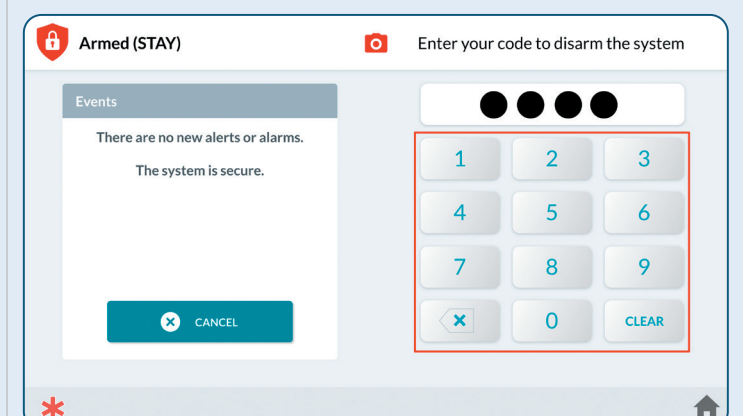 Armed (STAY)
Enter your code to disarm the system
Events
There are no new alerts or alarms.
The system is secure.
CANCEL
1 2 3
4 5 6
7 8 9
0 CLEAR